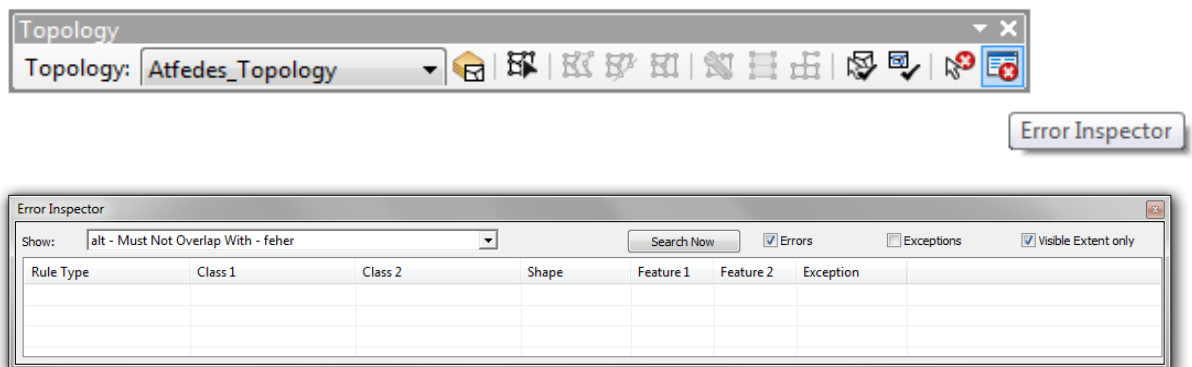 Topology
Topology: Atfedes_Topology
Error Inspector
Error Inspector
Show: alt - Must Not Overlap With - feher Search Now Errors Exceptions Visible Extent only
Rule Type Class 1 Class 2 Shape Feature 1 Feature 2 Exception